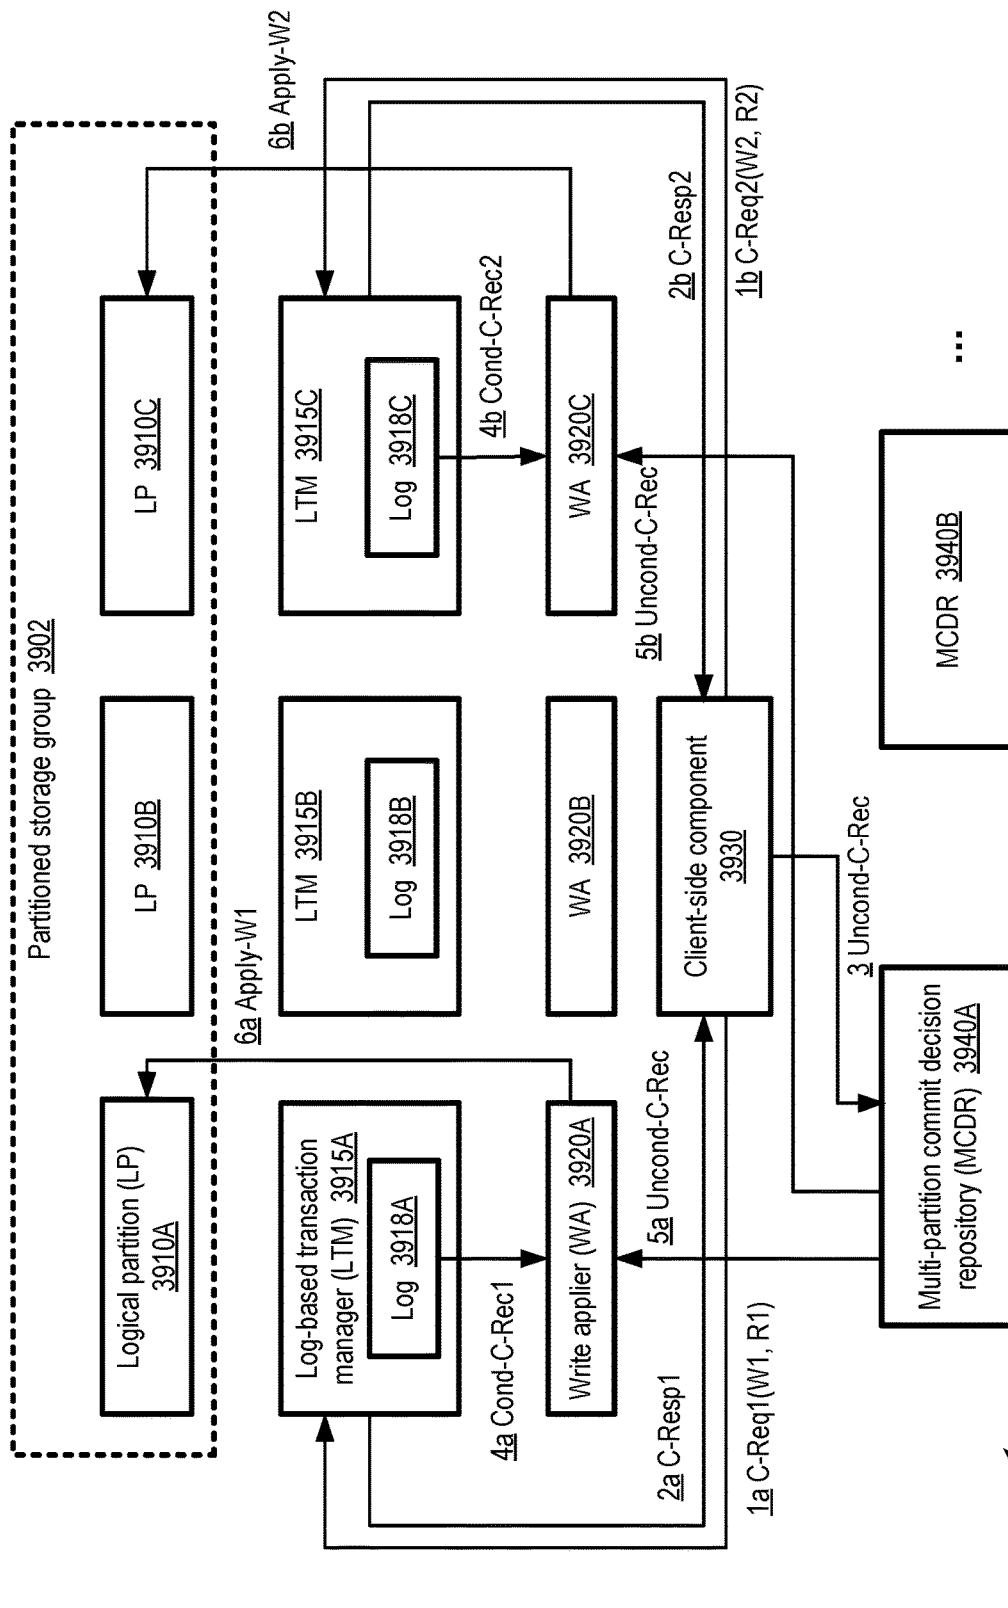 Partitioned storage group 3902
Logical partition (LP)
3910A
LP 3910B
LP 3910C
6a Apply-W1
6b Apply-W2
Log-based transaction
manager (LTM) 3915A
Log 3918A
LTM 3915B
Log 3918B
LTM 3915C
Log 3918C
4a Cond-C-Rec1
4b Cond-C-Rec2
Write applier (WA) 3920A
WA 3920B
WA 3920C
5a Uncond-C-Rec
5b Uncond-C-Rec
2a C-Resp1
Client-side component
3930
2b C-Resp2
1a C-Req1(W1, R1)
1b C-Req2(W2, R2)
3 Uncond-C-Rec
Multi-partition commit decision
repository (MCDR) 3940A
MCDR 3940B
...